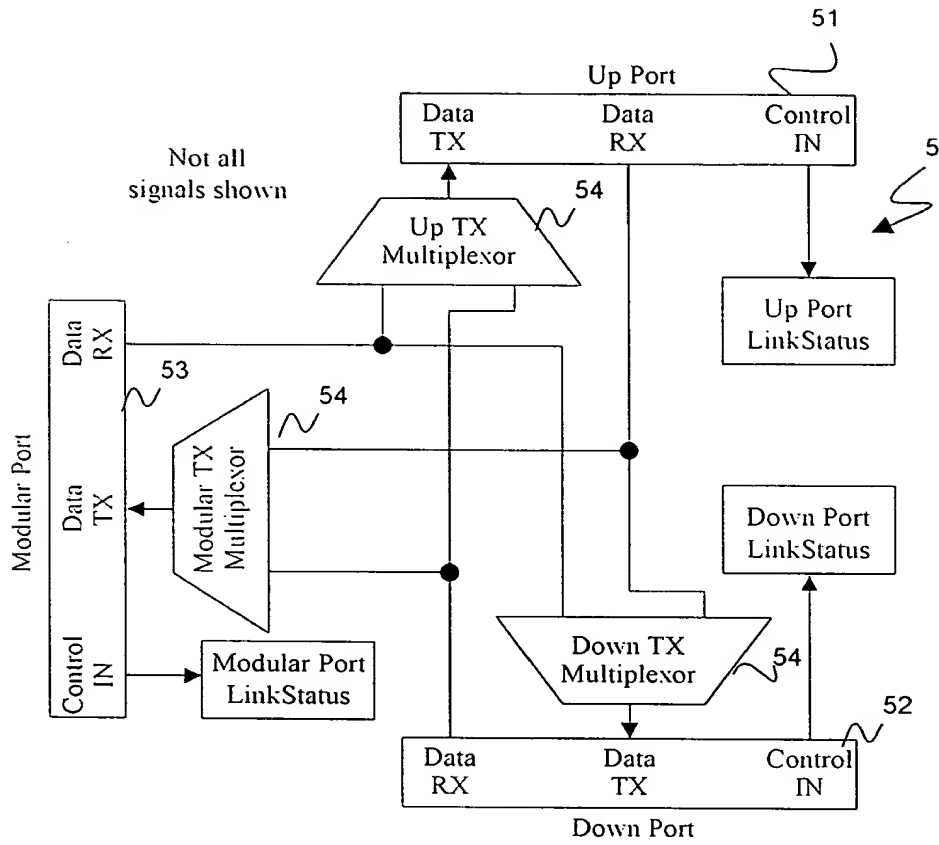 51
Up Port
Data
TX
Data
RX
Control
IN
5
Not all
signals shown
54
Up TX
Multiplexor
Up Port
LinkStatus
Modular Port
Data
RX
53
Data
TX
Control
IN
54
Modular TX
Multiplexor
Down Port
LinkStatus
Modular Port
LinkStatus
Down TX
Multiplexor
54
52
Data
RX
Data
TX
Control
IN
Down Port